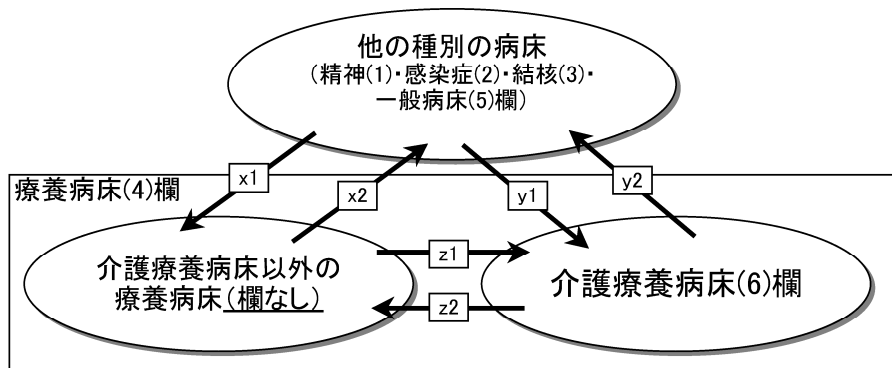 他の種別の病床
(精神(1)・感染症(2)・結核(3)・
一般病床(5)欄)
x1
x2
y1
y2
療養病床(4)欄
介護療養病床以外の
療養病床(欄なし)
z1
z2
介護療養病床(6)欄